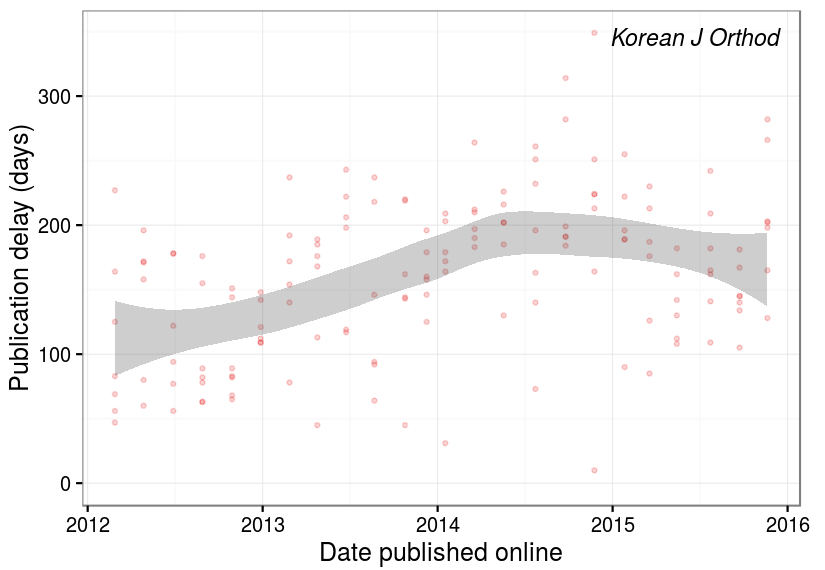 Korean J Orthod
Publication delay (days)
300
200
100
0
2012 2013 2014 2015 2016
Date published online